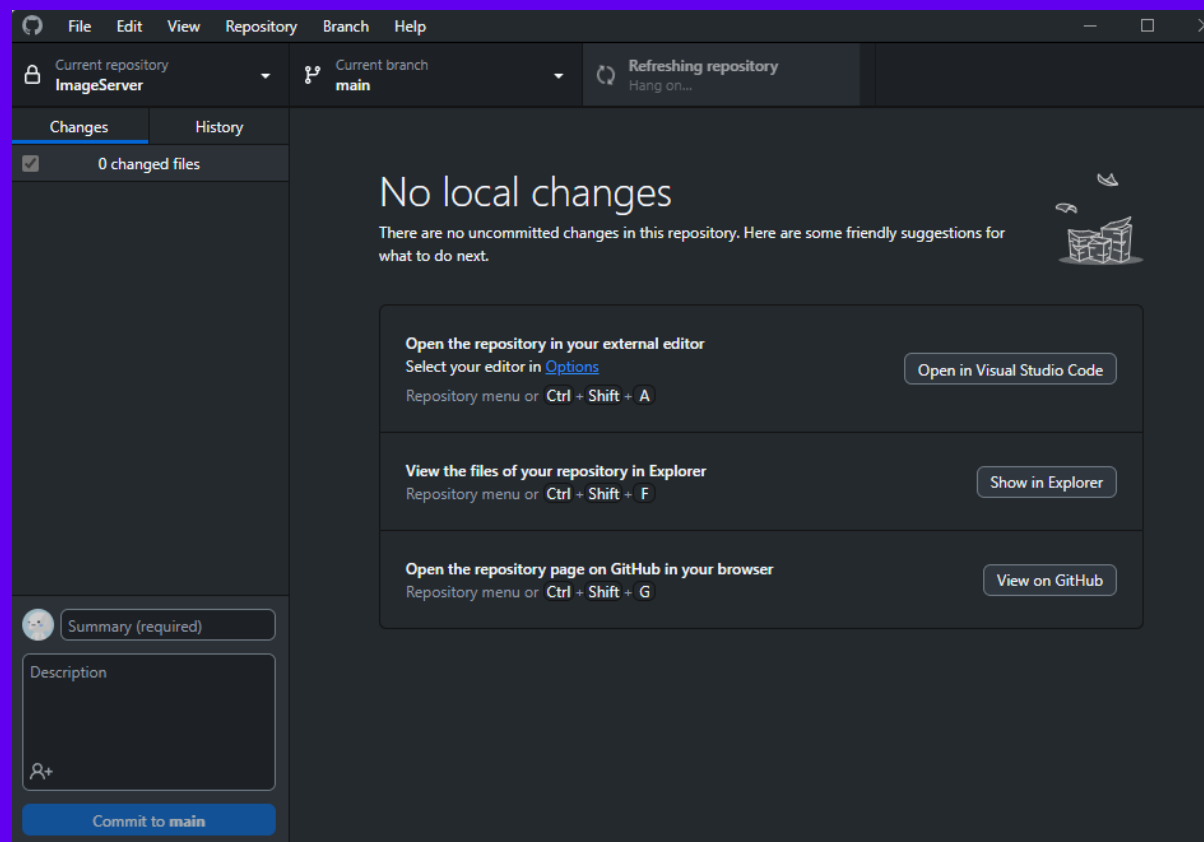 File Edit View Repository Branch Help
Current repository
ImageServer
Current branch
main
Refreshing repository
Hang on...
Changes History
0 changed files
No local changes
There are no uncommitted changes in this repository. Here are some friendly suggestions for
what to do next.
Open the repository in your external editor
Select your editor in Options
Repository menu or Ctrl + Shift + A
Open in Visual Studio Code
View the files of your repository in Explorer
Repository menu or Ctrl + Shift + F
Show in Explorer
Open the repository page on GitHub in your browser
Repository menu or Ctrl + Shift + G
View on GitHub
Summary (required)
Description
Commit to main